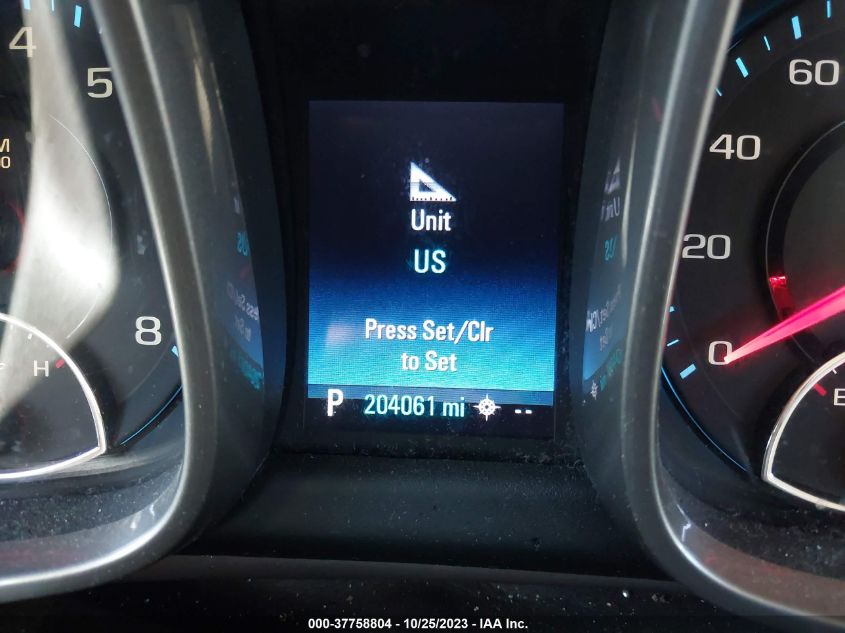 4
5
8
H
60
40
20
0
E
Unit
US
Press Set/Clr
to Set
P 204061 mi --
000-37758804 - 10/25/2023 - IAA Inc.